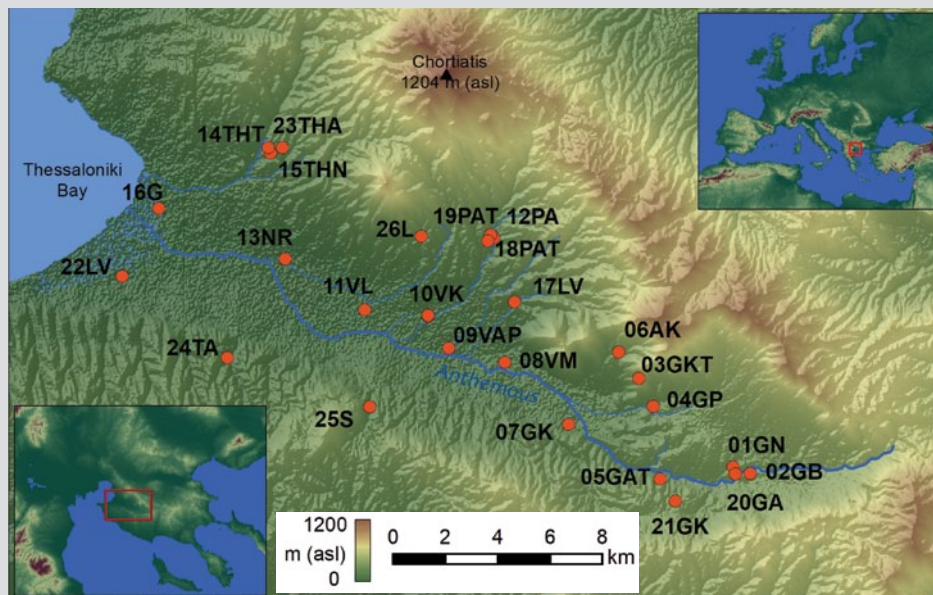 Chortiatis
1204 m (asl)
14THT
23THA
15THN
Thessaloniki
Bay
16G
19PAT
12PA
26L
18PAT
13NR
22LV
11VL
10VK
17LV
09VAP
06AK
08VM
03GKT
24TA
Anthemous
04GP
25S
07GK
01GN
05GAT
02GB
20GA
21GK
1200
m (asl)
0
0 2 4 6 8
km